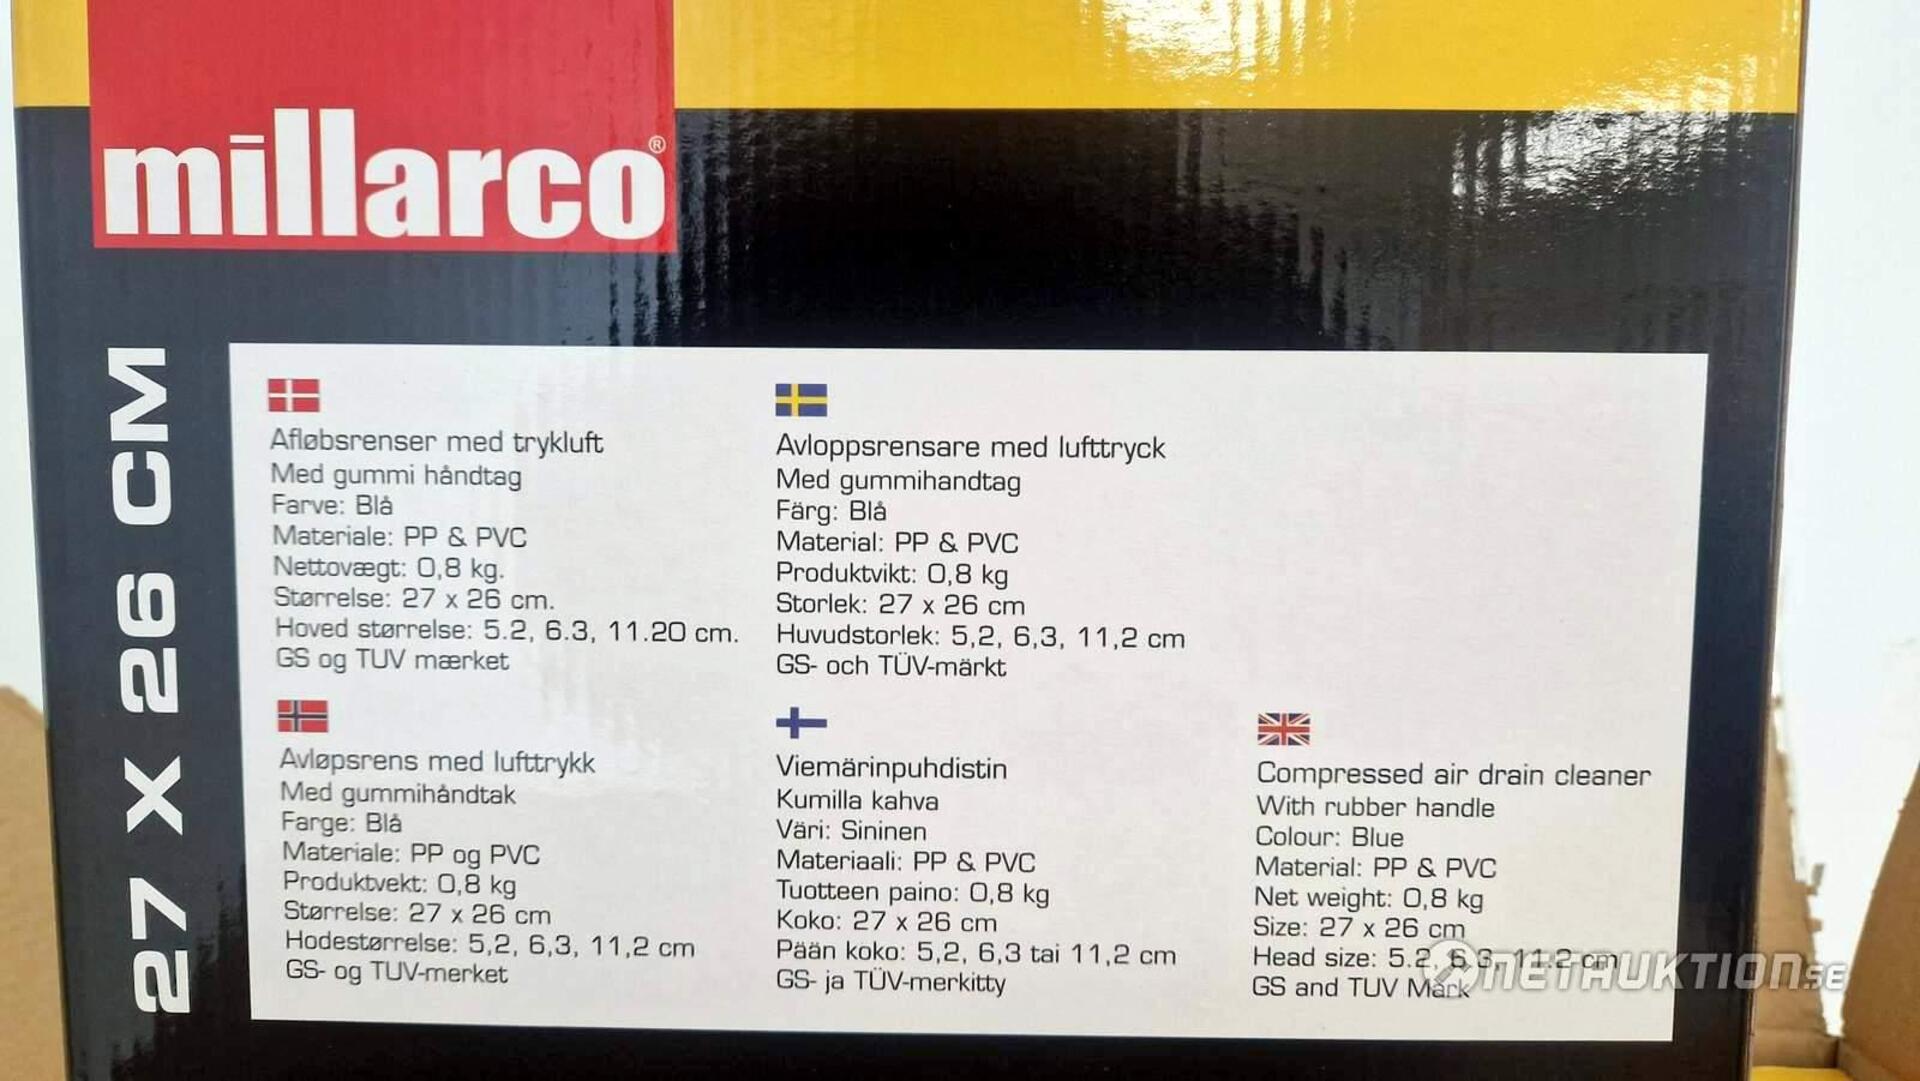 millarco®
27 X 26 CM
Afløbsrenser med trykluft
Med gummi håndtag
Farve: Blå
Materiale: PP & PVC
Nettovægt: 0,8 kg.
Størrelse: 27 x 26 cm.
Hoved størrelse: 5.2, 6.3, 11.20 cm.
GS og TUV mærket
Avloppsrensare med lufttryck
Med gummihandtag
Färg: Blå
Material: PP & PVC
Produktvikt: 0,8 kg
Storlek: 27 x 26 cm
Huvudstorlek: 5,2, 6,3, 11,2 cm
GS- och TÜV-märkt
Avløpsrens med lufttrykk
Med gummihåndtak
Farge: Blå
Materiale: PP og PVC
Produktvekt: 0,8 kg
Størrelse: 27 x 26 cm
Hodestørrelse: 5,2, 6,3, 11,2 cm
GS- og TUV-merket
Viemärinpuhdistin
Kumilla kahva
Väri: Sininen
Materiaali: PP & PVC
Tuotteen paino: 0,8 kg
Koko: 27 x 26 cm
Pään koko: 5,2, 6,3 tai 11,2 cm
GS- ja TÜV-merkitty
Compressed air drain cleaner
With rubber handle
Colour: Blue
Material: PP & PVC
Net weight: 0,8 kg
Size: 27 x 26 cm
Head size: 5.2, 6.3, 11.2 cm
GS and TUV Mark
NETAUKTION.SE